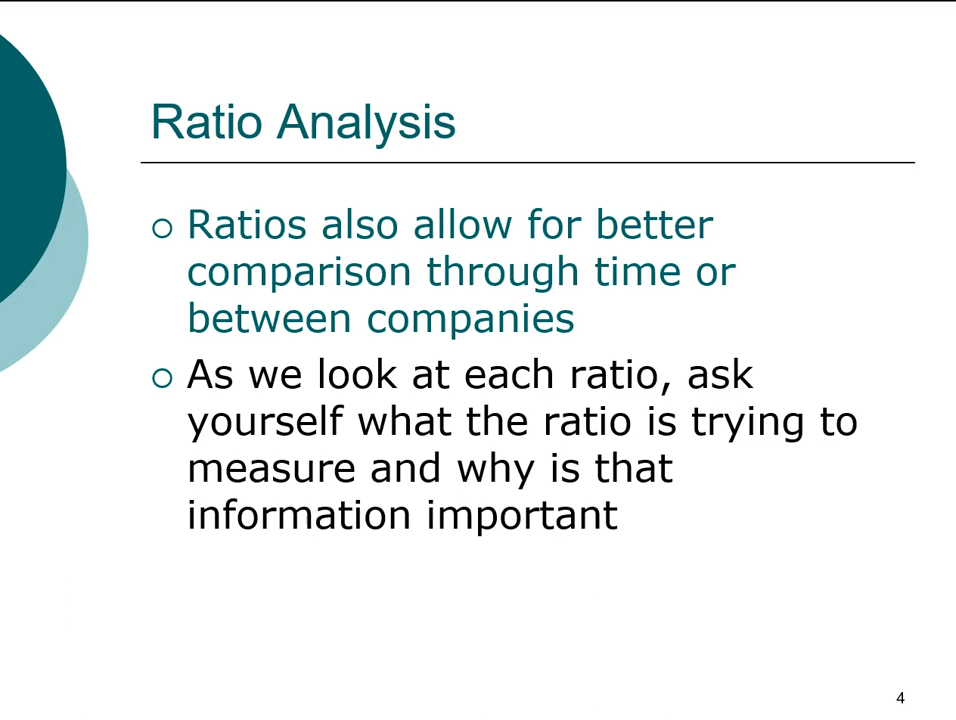 Ratio Analysis
Ratios also allow for better
comparison through time or
between companies
As we look at each ratio, ask
yourself what the ratio is trying to
measure and why is that
information important
4